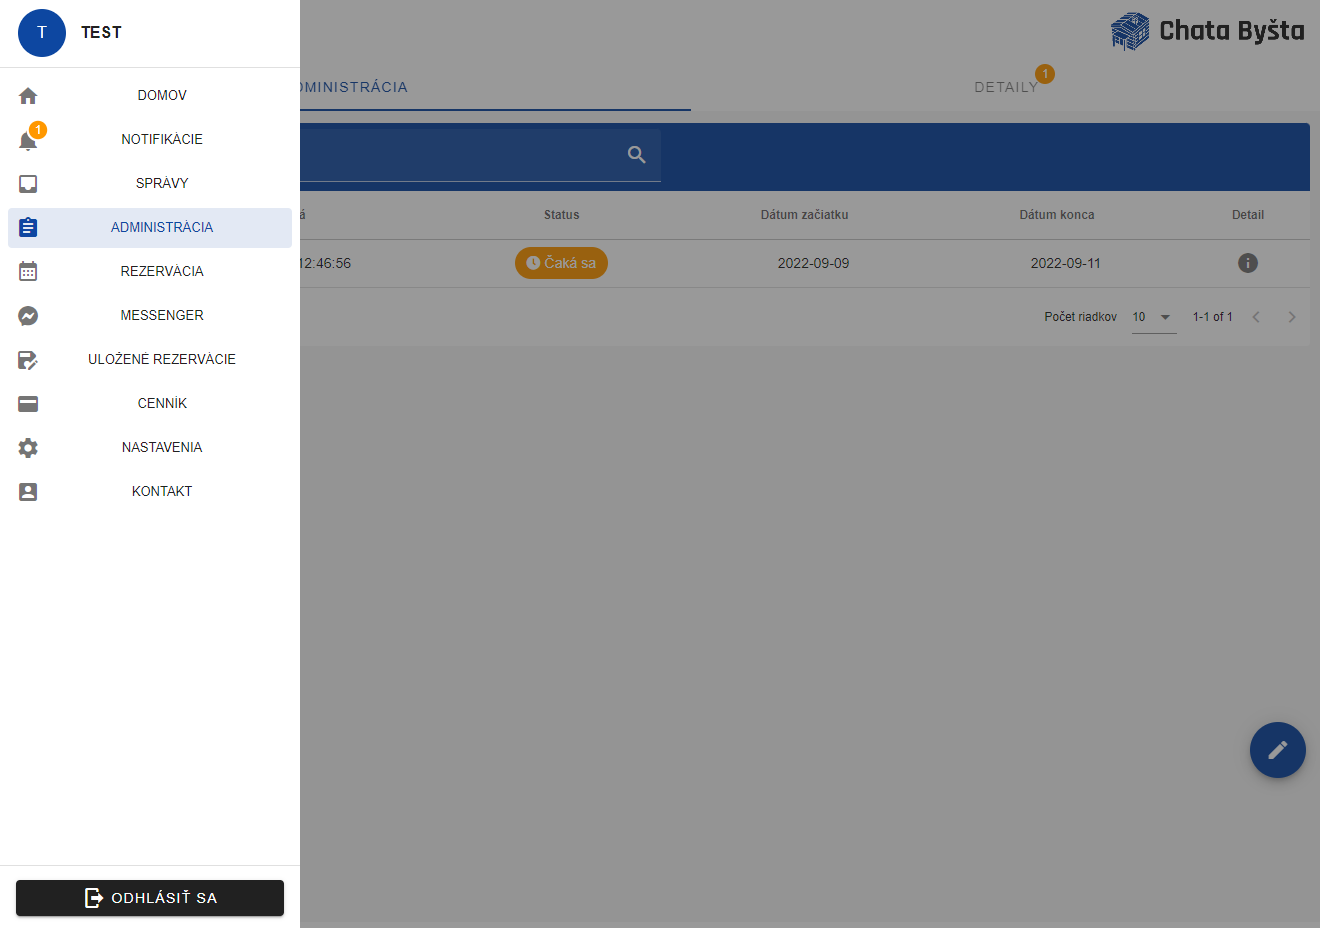 T TEST
DOMOV
1
NOTIFIKÁCIE
SPRÁVY
ADMINISTRÁCIA
REZERVÁCIA
MESSENGER
ULOŽENÉ REZERVÁCIE
CENNÍK
NASTAVENIA
KONTAKT
ODHLÁSIŤ SA
Chata Byšta
DMINISTRÁCIA
DETAILY 1
á Status Dátum začiatku Dátum konca Detail
12:46:56 Čaká sa 2022-09-09 2022-09-11
Počet riadkov 10 1-1 of 1